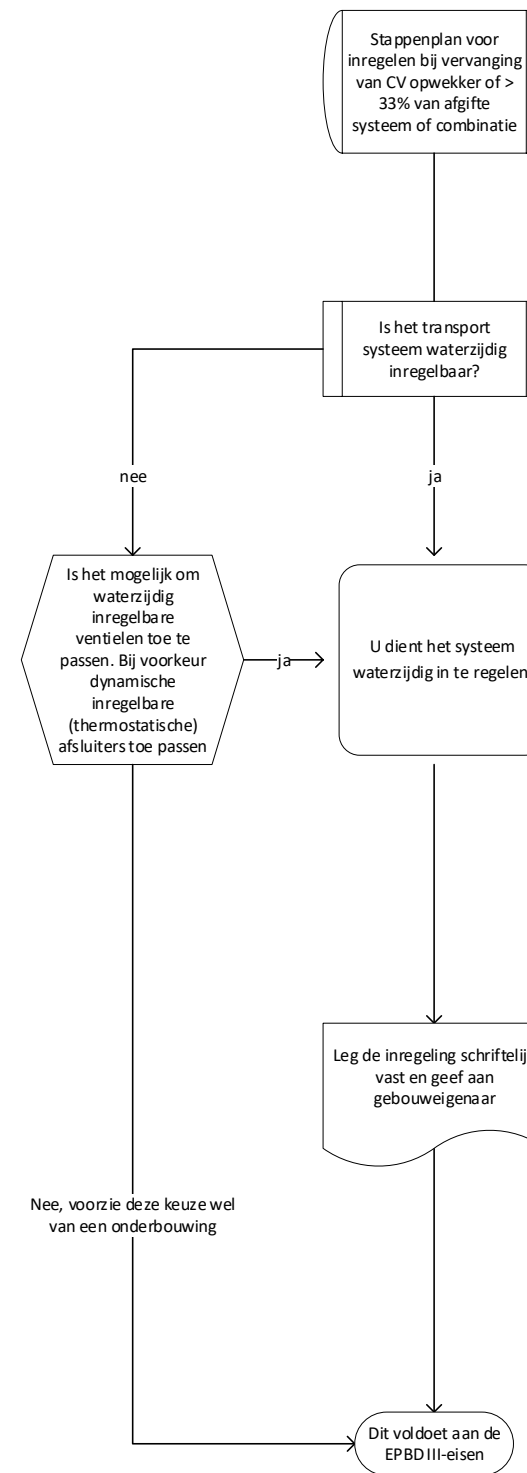 Stappenplan voor
inregelen bij vervanging
van CV opwekker of >
33% van afgifte
systeem of combinatie
Is het transport
systeem waterzijdig
inregelbaar?
nee
ja
Is het mogelijk om
waterzijdig
inregelbare
ventielen toe te
passen. Bij voorkeur
dynamische
inregelbare
(thermostatische)
afsluiters toe passen
ja
U dient het systeem
waterzijdig in te regelen
Leg de inregeling schriftelij
vast en geef aan
gebouweigenaar
Nee, voorzie deze keuze wel
van een onderbouwing
Dit voldoet aan de
EPBD III-eisen